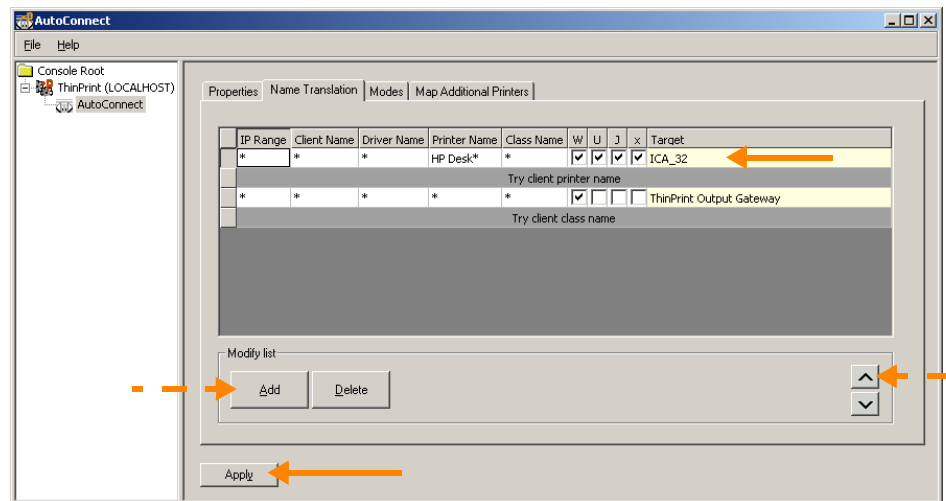 AutoConnect
File Help
Console Root
ThinPrint (LOCALHOST)
AutoConnect
Properties Name Translation Modes Map Additional Printers
IP Range Client Name Driver Name Printer Name Class Name W U J x Target
* * * HP Desk* * ICA_32
Try client printer name
* * * * * ThinPrint Output Gateway
Try client class name
Modify list
Add Delete
Apply